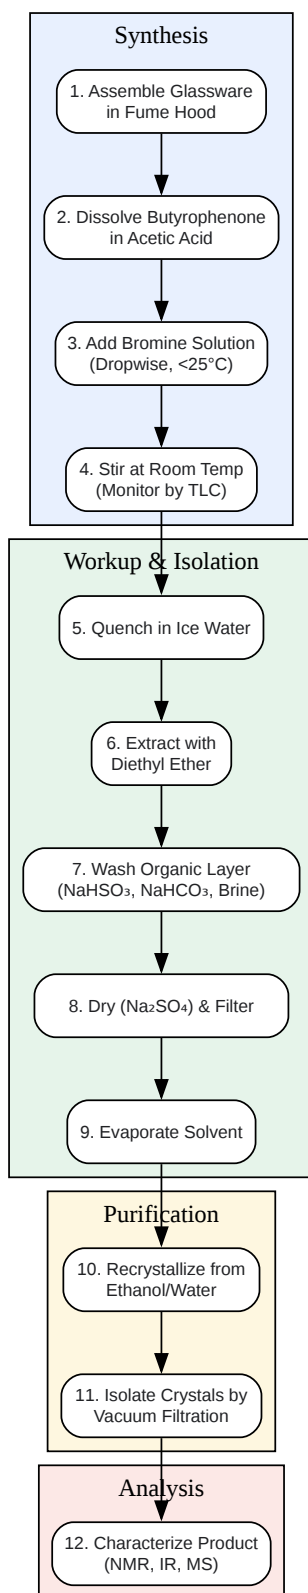 Synthesis
1. Assemble Glassware
in Fume Hood
2. Dissolve Butyrophenone
in Acetic Acid
3. Add Bromine Solution
(Dropwise, <25°C)
4. Stir at Room Temp
(Monitor by TLC)
Workup & Isolation
5. Quench in Ice Water
6. Extract with
Diethyl Ether
7. Wash Organic Layer
(NaHSO₃, NaHCO₃, Brine)
8. Dry (Na₂SO₄) & Filter
9. Evaporate Solvent
Purification
10. Recrystallize from
Ethanol/Water
11. Isolate Crystals by
Vacuum Filtration
Analysis
12. Characterize Product
(NMR, IR, MS)